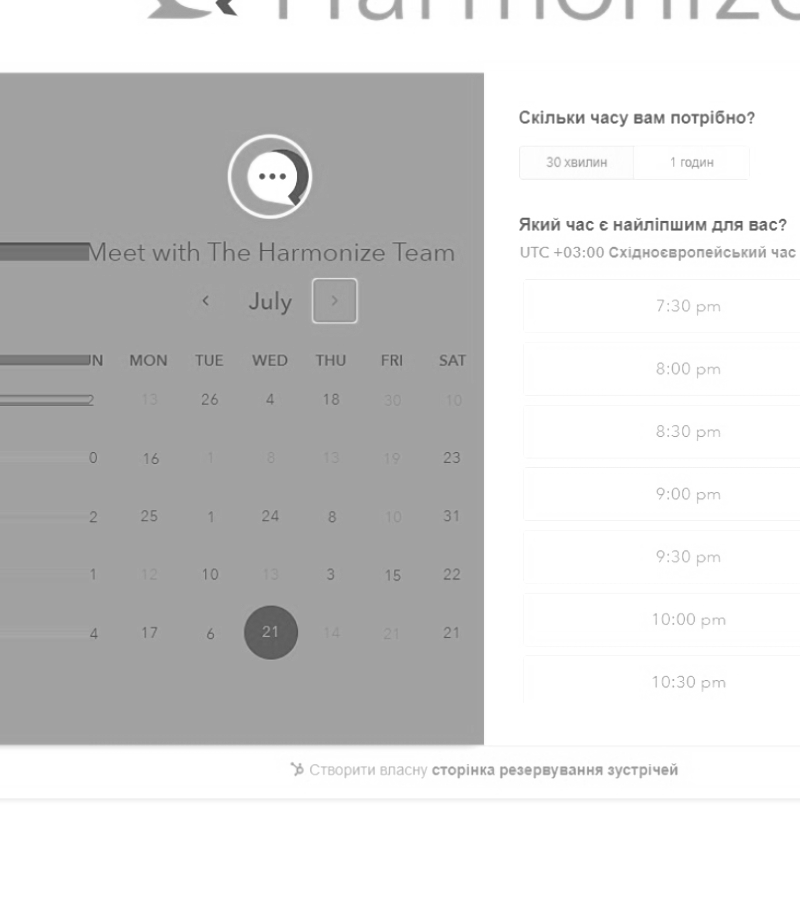 Harmonize
Meet with The Harmonize Team
July
N MON TUE WED THU FRI SAT
2 13 26 4 18 30 10
0 16 1 8 13 19 23
2 25 1 24 8 10 31
1 12 10 13 3 15 22
4 17 6 21 14 21 21
Скільки часу вам потрібно?
30 хвилин 1 годин
Який час є найліпшим для вас?
UTC +03:00 Східноєвропейський час
7:30 pm
8:00 pm
8:30 pm
9:00 pm
9:30 pm
10:00 pm
10:30 pm
Створити власну сторінка резервування зустрічей